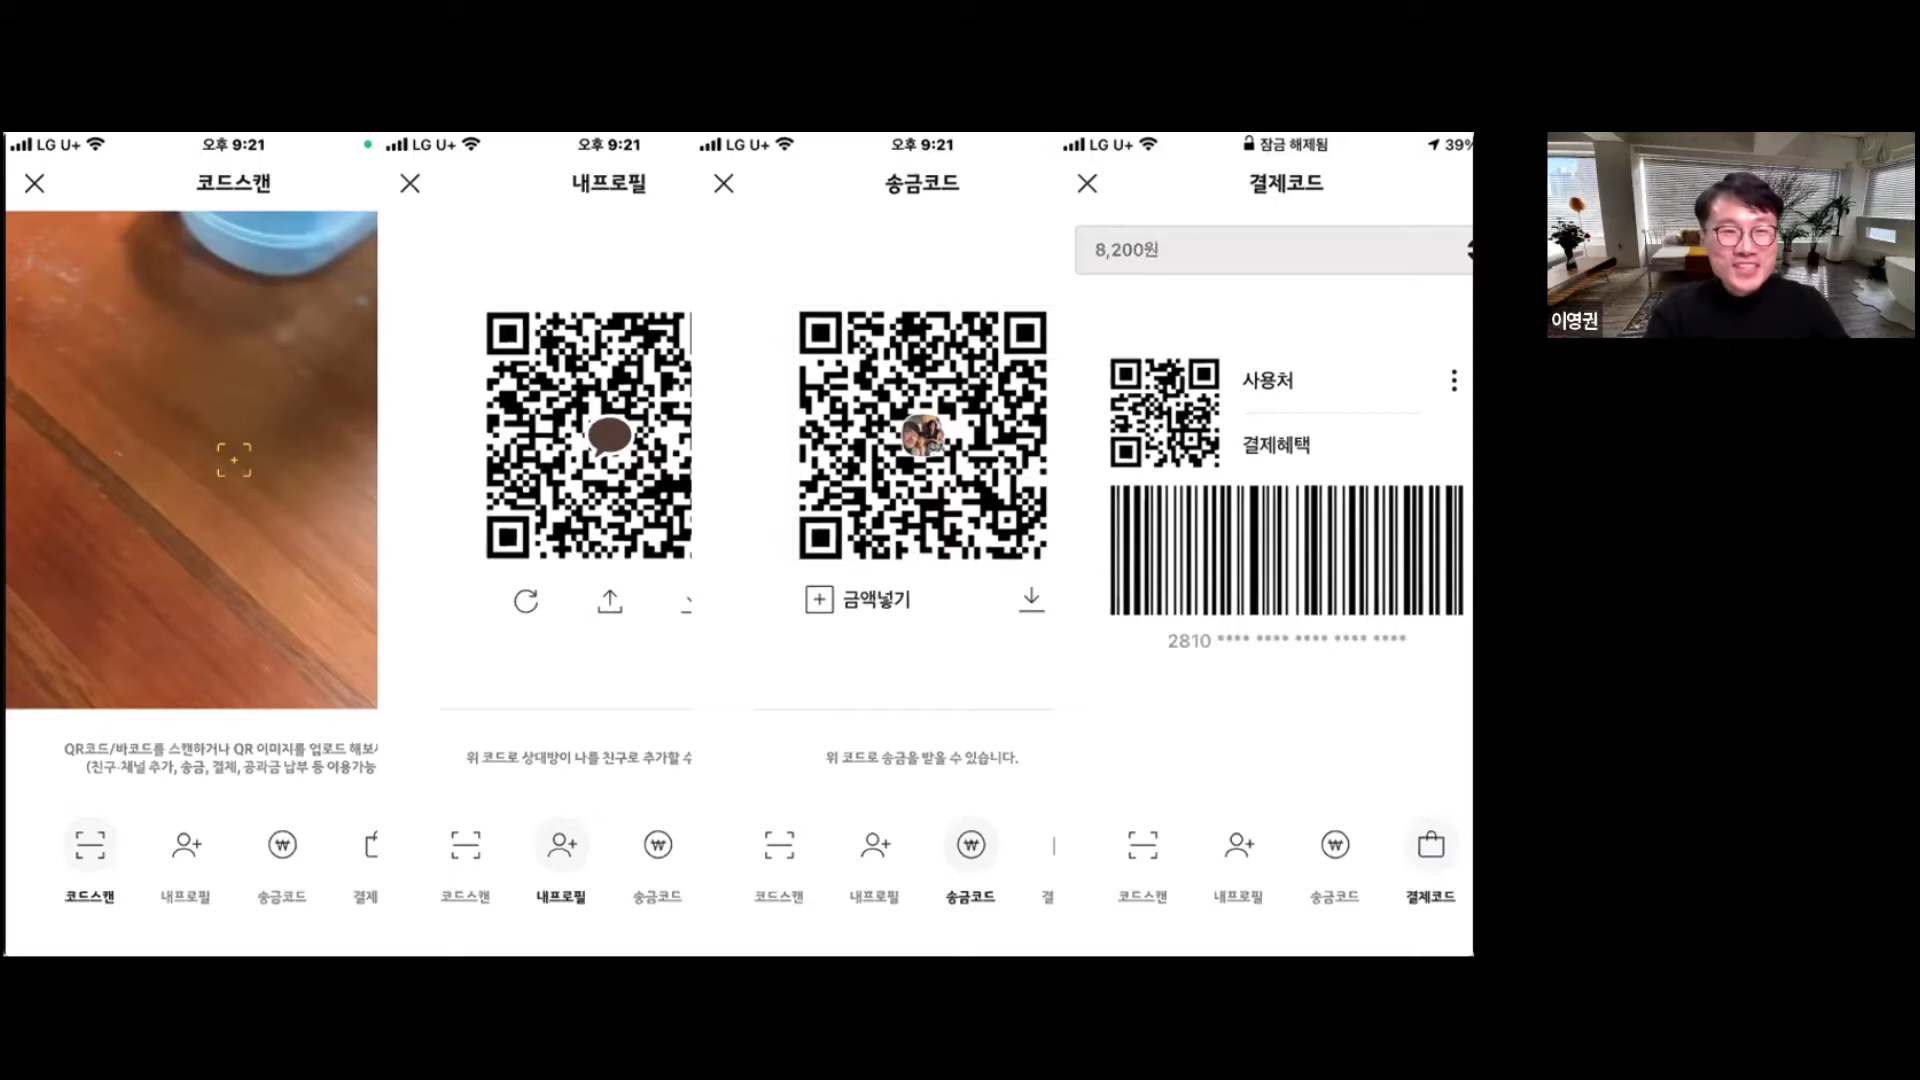 LG U+ 오후 9:21
코드스캔
QR코드/바코드를 스캔하거나 QR 이미지를 업로드 해보
(친구·채널 추가, 송금, 결제, 공과금 납부 등 이용가능
코드스캔 내프로필 송금코드 결제
LG U+ 오후 9:21
내프로필
위 코드로 상대방이 나를 친구로 추가할 수
코드스캔 내프로필 송금코드
LG U+ 오후 9:21
송금코드
금액넣기
위 코드로 송금을 받을 수 있습니다.
코드스캔 내프로필 송금코드 결
LG U+ 잠금 해제됨 39%
결제코드
8,200원
사용처
결제혜택
2810 **** **** **** **** ****
코드스캔 내프로필 송금코드 결제코드
이영권